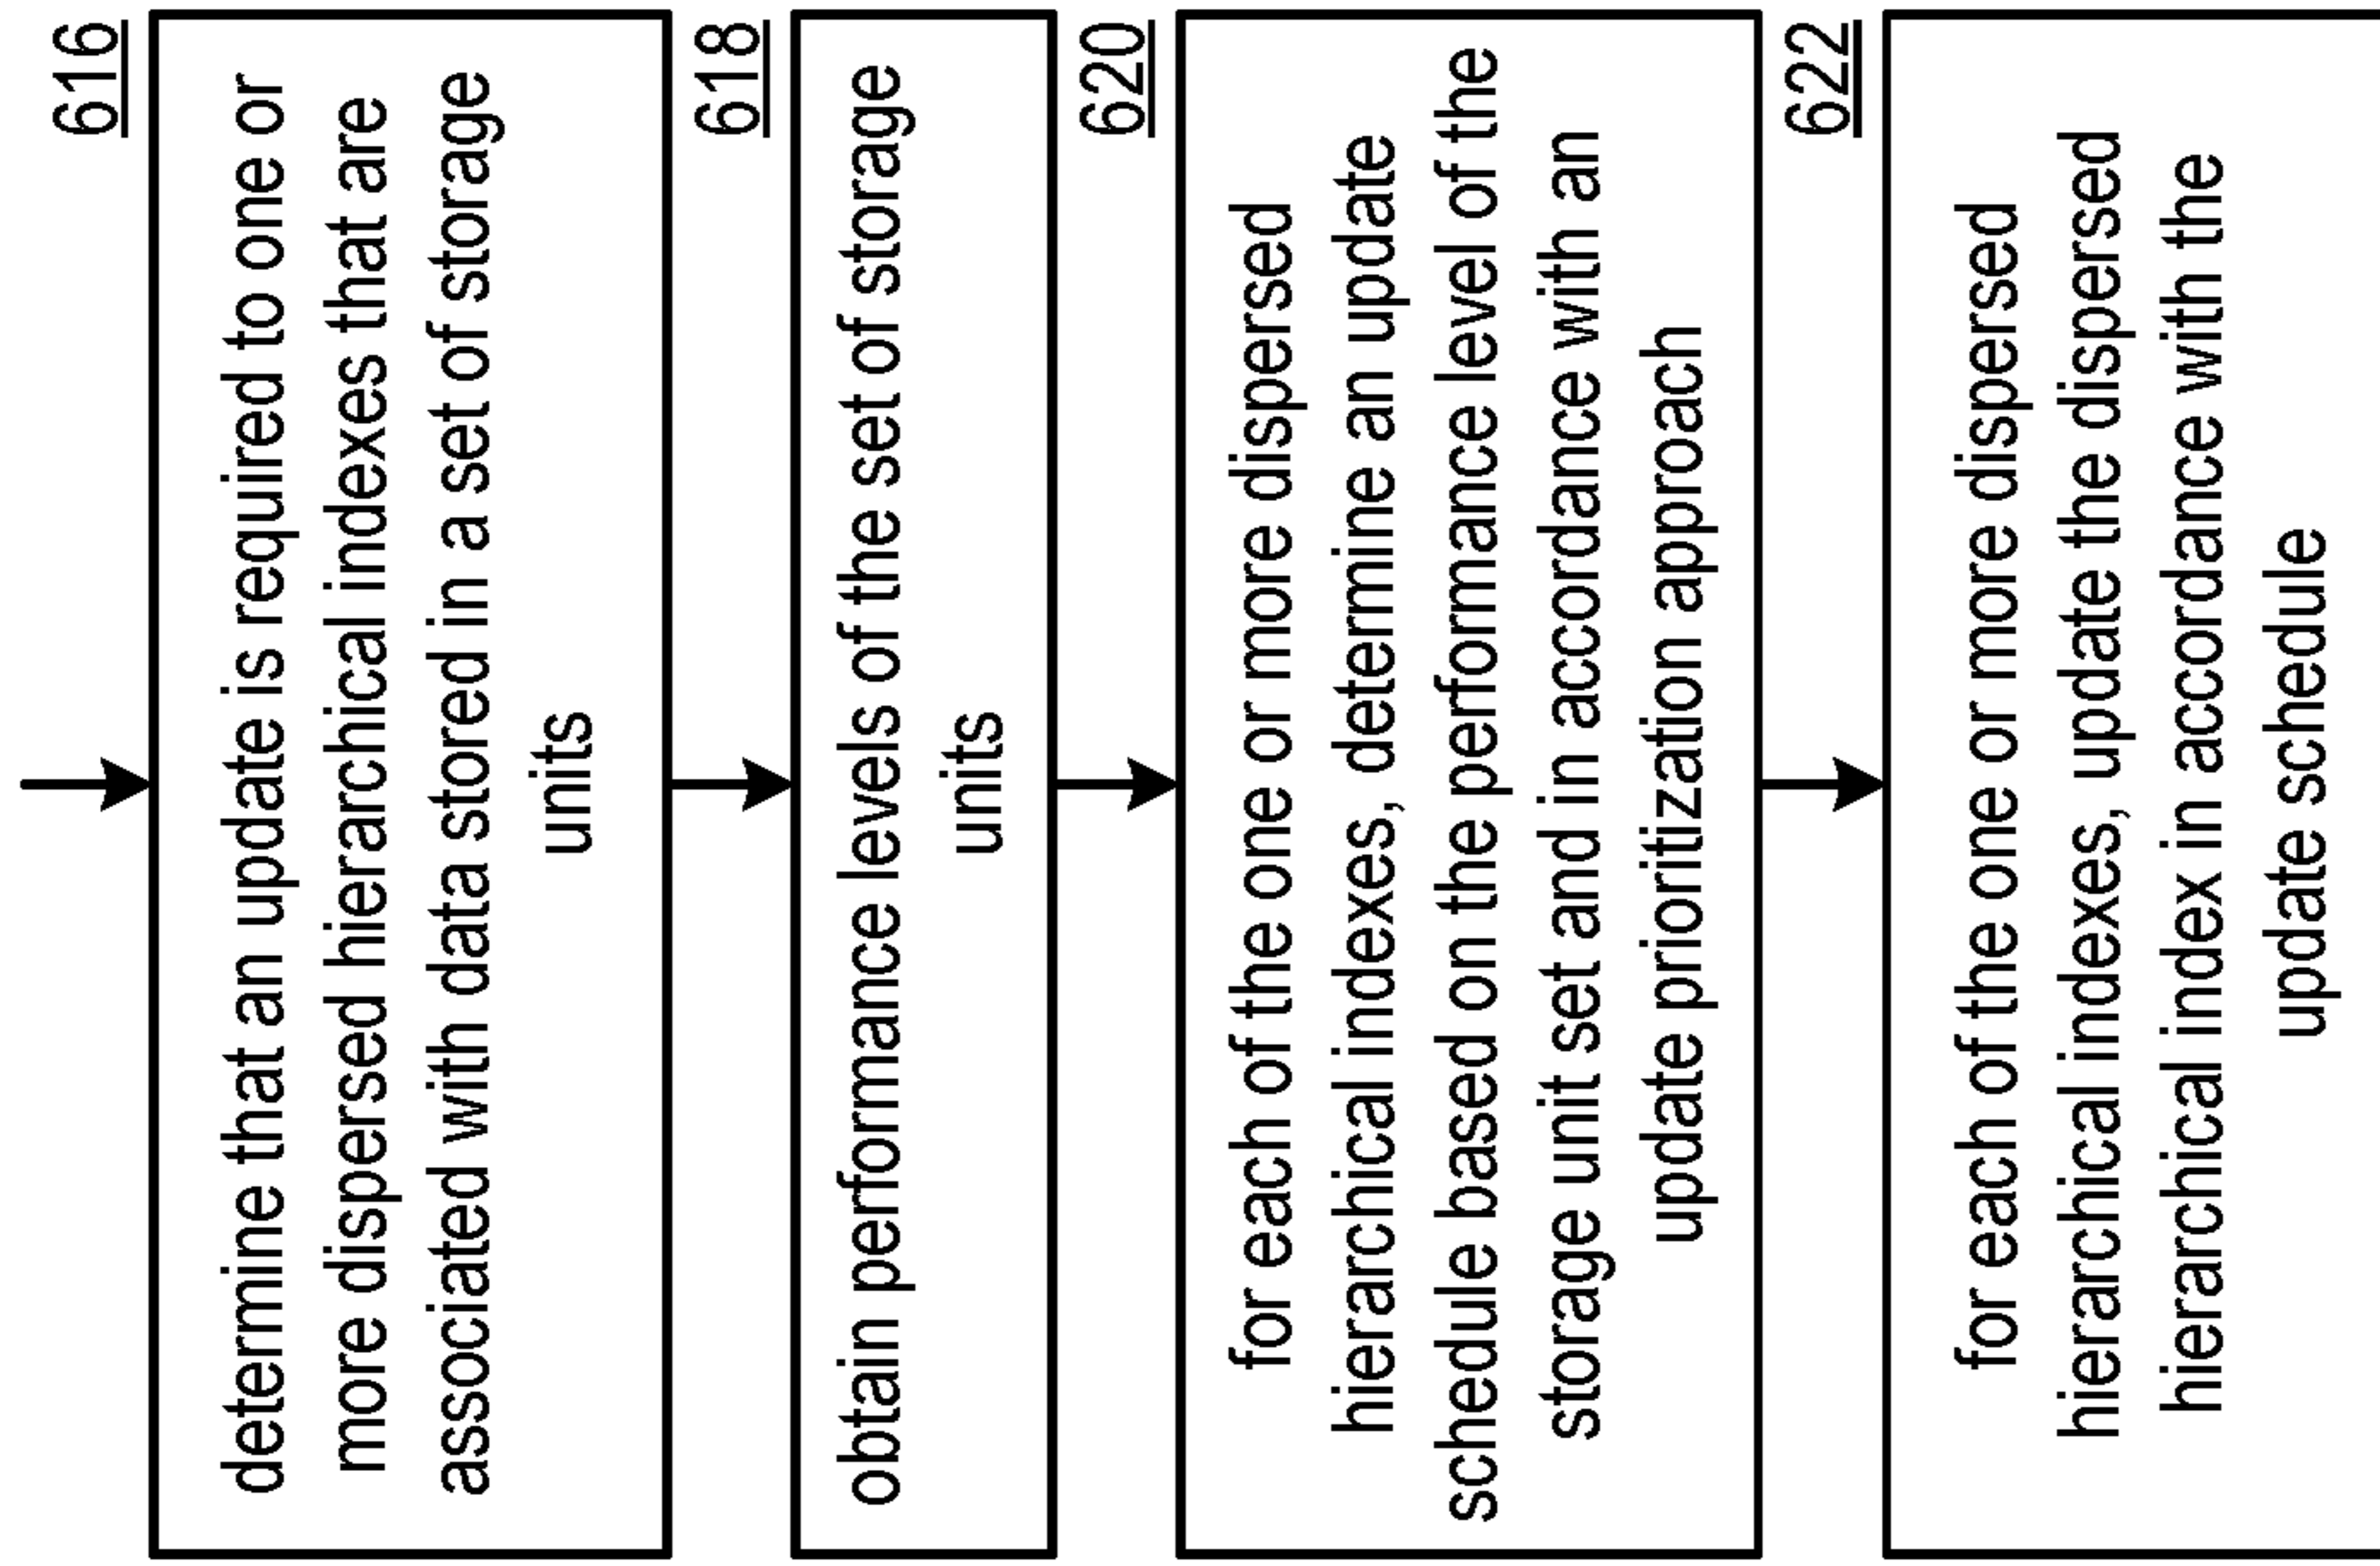 616
determine that an update is required to one or
more dispersed hierarchical indexes that are
associated with data stored in a set of storage
units
618
obtain performance levels of the set of storage
units
620
for each of the one or more dispersed
hierarchical indexes, determine an update
schedule based on the performance level of the
storage unit set and in accordance with an
update prioritization approach
622
for each of the one or more dispersed
hierarchical indexes, update the dispersed
hierarchical index in accordance with the
update schedule